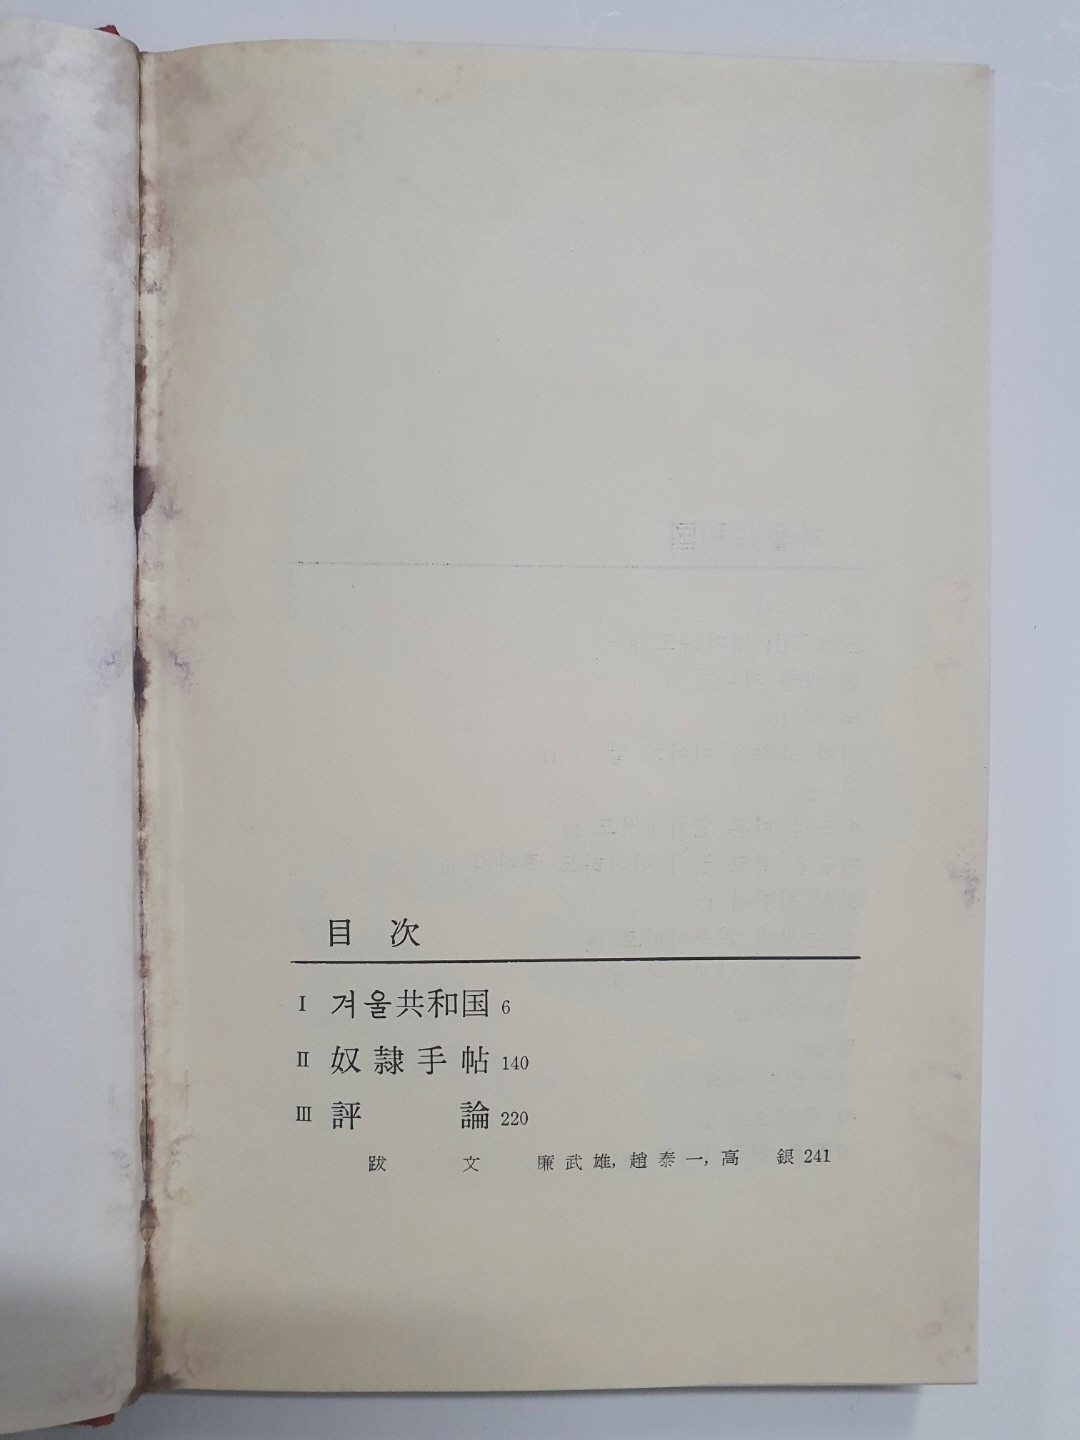 目 次
Ⅰ 겨울共和国 6
Ⅱ 奴隷手帖 140
Ⅲ 評 論 220
跋 文 廉武雄, 趙泰一, 高 銀 241